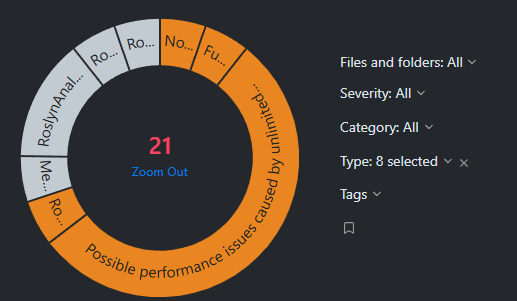 Ro...
Ro...
No...
Fu...
RoslynAnal...
Me...
Ro...
Possible performance issues caused by unlimited...
21
Zoom Out
Files and folders: All
Severity: All
Category: All
Type: 8 selected
Tags